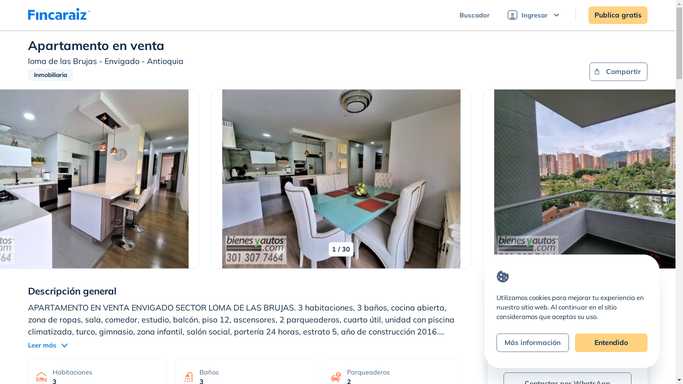 Fincaraiz
Buscador
Ingresar
Publica gratis
Apartamento en venta
loma de las Brujas - Envigado - Antioquia
Inmobiliaria
Compartir
bienesyautos
.com
301 307 7464
1 / 30
bienesyautos
.com
Descripción general
APARTAMENTO EN VENTA ENVIGADO SECTOR LOMA DE LAS BRUJAS. 3 habitaciones, 3 baños, cocina abierta,
zona de ropas, sala, comedor, estudio, balcón, piso 12, ascensores, 2 parqueaderos, cuarto útil, unidad con piscina
climatizada, turco, gimnasio, zona infantil, salón social, portería 24 horas, estrato 5, año de construcción 2016....
Leer más
Habitaciones
3
Baños
3
Parqueaderos
2
Utilizamos cookies para mejorar tu experiencia en
nuestro sitio web. Al continuar en el sitio
consideramos que aceptas su uso.
Más información
Entendido
Contactar por WhatsApp